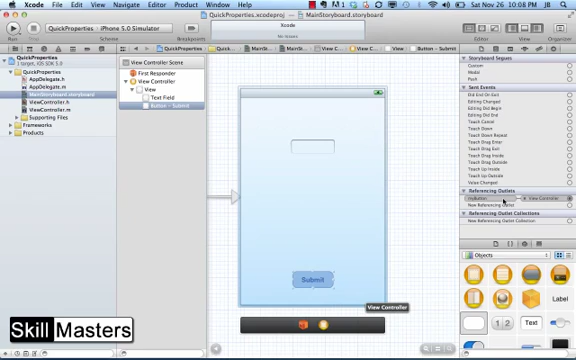 Xcode File Edit View Navigate Editor Product Window Help
Sat Nov 26 10:08 PM JB
QuickProperties.xcodeproj — MainStoryboard.storyboard
QuickProperties iPhone 5.0 Simulator
Xcode
No Issues
Run Stop Scheme Breakpoints Editor View Organizer
QuickProperties
1 target, iOS SDK 5.0
QuickProperties
AppDelegate.h
AppDelegate.m
MainStoryboard.storyboard
ViewController.h
ViewController.m
Supporting Files
Frameworks
Products
View Controller Scene
First Responder
View Controller
View
Text Field
Button - Submit
QuickProperties
View
Button - Submit
Submit
View Controller
Storyboard Segues
Custom
Modal
Push
Sent Events
Did End On Exit
Editing Changed
Editing Did Begin
Editing Did End
Touch Cancel
Touch Down
Touch Down Repeat
Touch Drag Enter
Touch Drag Exit
Touch Drag Inside
Touch Drag Outside
Touch Up Inside
Touch Up Outside
Value Changed
Referencing Outlets
myButton View Controller
New Referencing Outlet
Referencing Outlet Collections
New Referencing Outlet Collection
Objects
Label
1 2
Text
Skill Masters